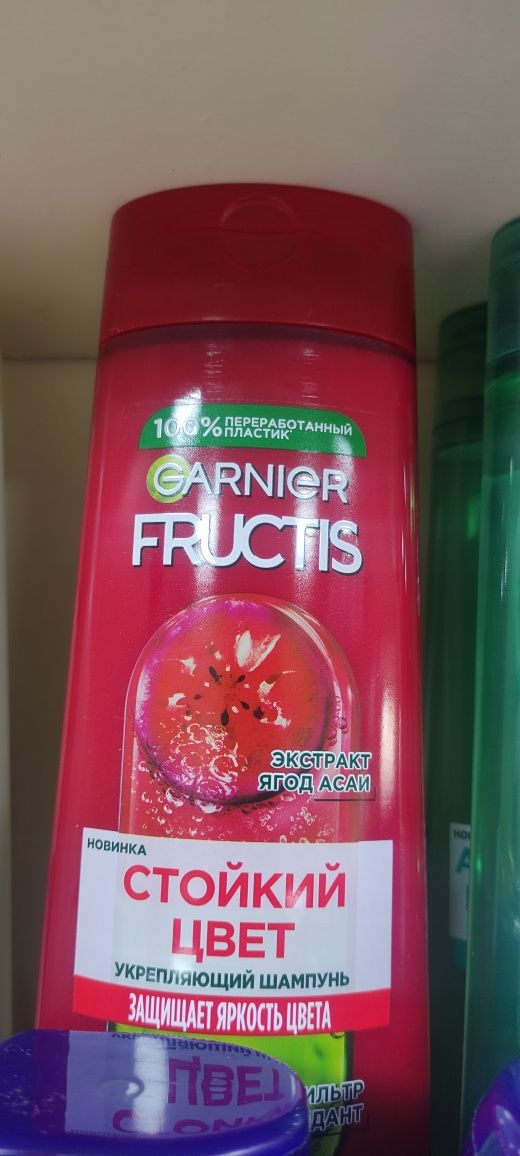 100% ПЕРЕРАБОТАННЫЙ
ПЛАСТИК*
GARNIER
FRUCTIS
ЭКСТРАКТ
ЯГОД АСАИ
НОВИНКА
СТОЙКИЙ
ЦВЕТ
УКРЕПЛЯЮЩИЙ ШАМПУНЬ
ЗАЩИЩАЕТ ЯРКОСТЬ ЦВЕТА